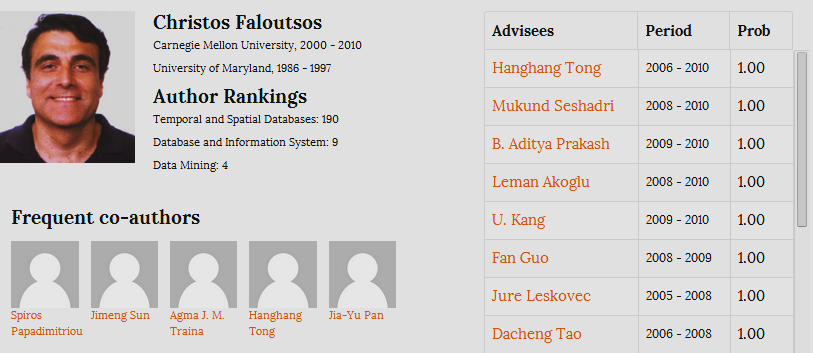 Christos Faloutsos
Carnegie Mellon University, 2000 - 2010
University of Maryland, 1986 - 1997
Author Rankings
Temporal and Spatial Databases: 190
Database and Information System: 9
Data Mining: 4
Frequent co-authors
Spiros Papadimitriou
Jimeng Sun
Agma J. M. Traina
Hanghang Tong
Jia-Yu Pan
Advisees Period Prob
Hanghang Tong 2006 - 2010 1.00
Mukund Seshadri 2008 - 2010 1.00
B. Aditya Prakash 2009 - 2010 1.00
Leman Akoglu 2008 - 2010 1.00
U. Kang 2009 - 2010 1.00
Fan Guo 2008 - 2009 1.00
Jure Leskovec 2005 - 2008 1.00
Dacheng Tao 2006 - 2008 1.00